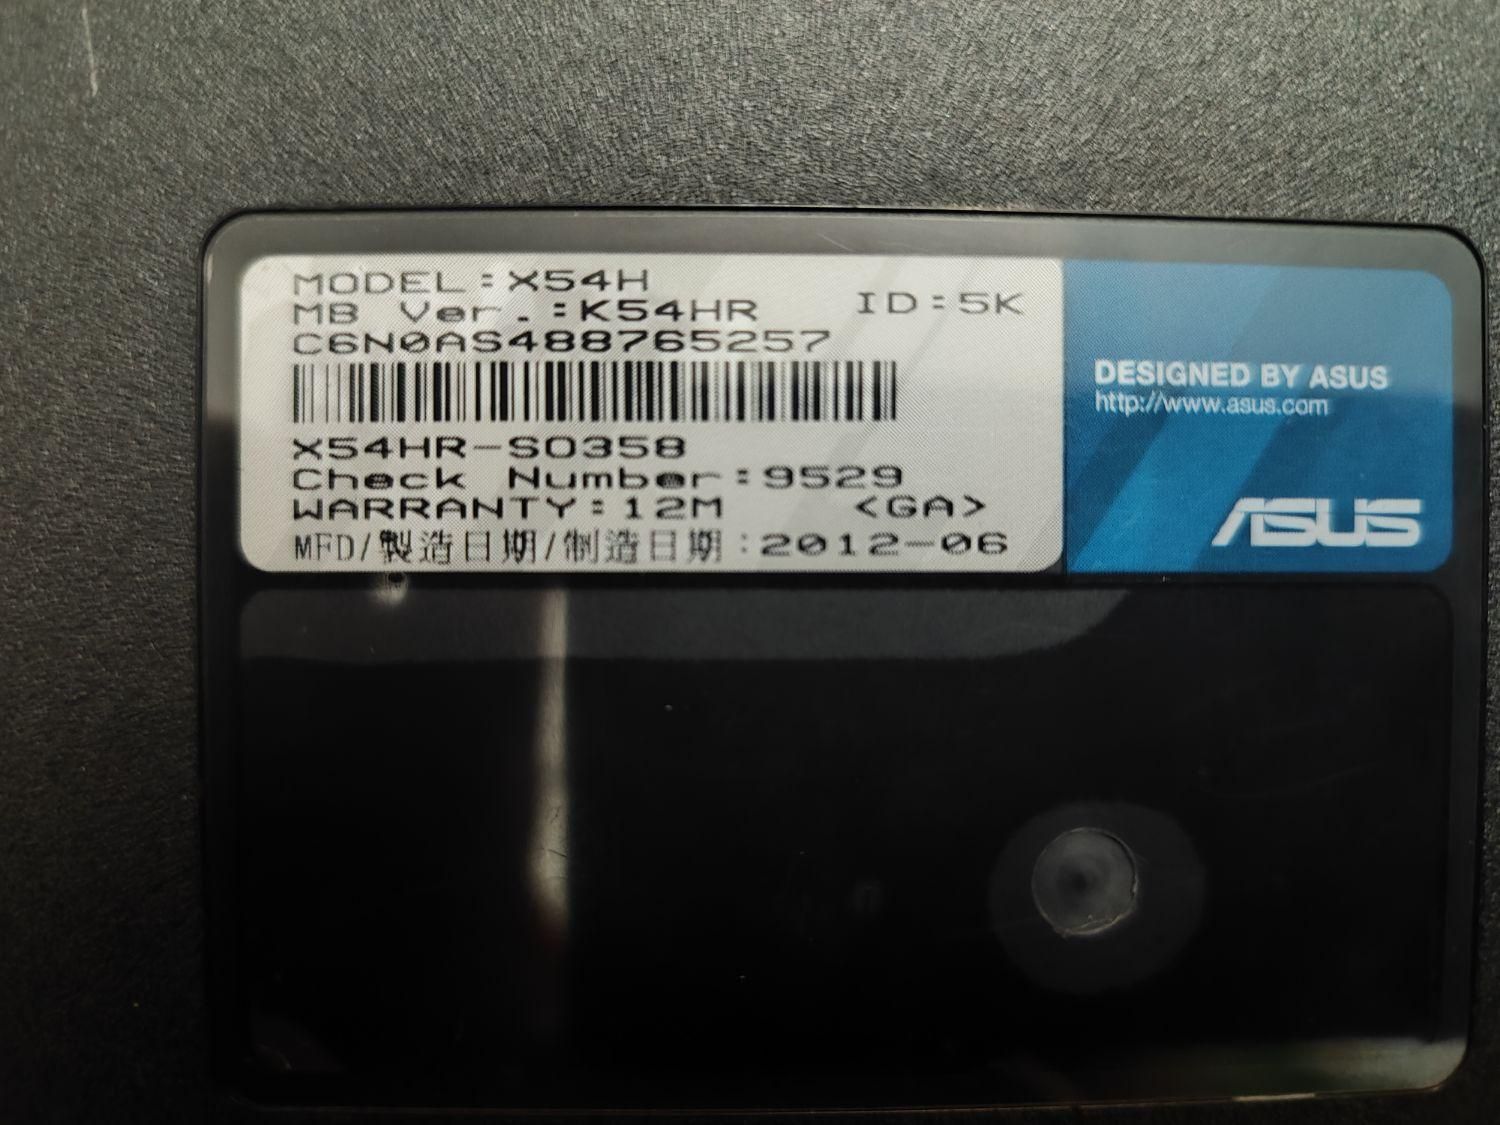 MODEL:X54H
MB Ver.:K54HR ID:5K
C6N0AS488765257
X54HR-SO358
Check Number:9529
WARRANTY:12M <GA>
MFD/製造日期/制造日期:2012-06
DESIGNED BY ASUS
http://www.asus.com
ASUS